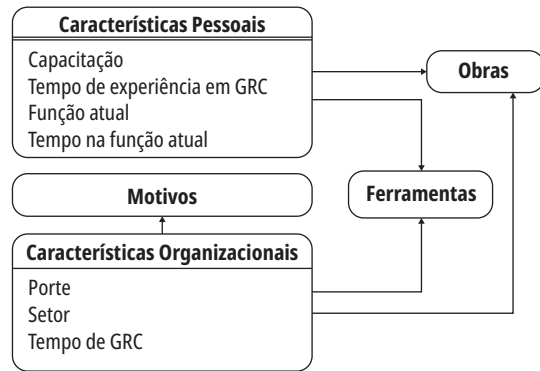 Características Pessoais
Capacitação
Tempo de experiência em GRC
Função atual
Tempo na função atual
Obras
Motivos
Ferramentas
Características Organizacionais
Porte
Setor
Tempo de GRC